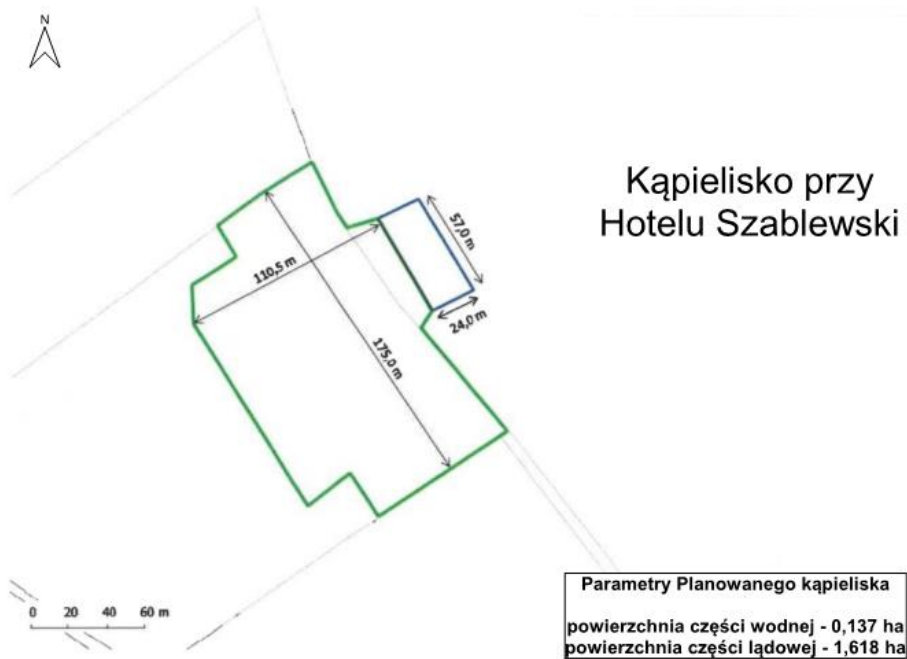 N
Kąpielisko przy
Hotelu Szablewski
57,0 m
110,5 m
24,0 m
175,0 m
0 20 40 60 m
Parametry Planowanego kąpieliska
powierzchnia części wodnej - 0,137 ha
powierzchnia części lądowej - 1,618 ha